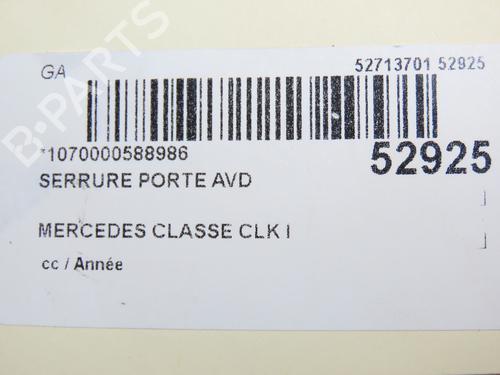 GA 52713701 52925
*1070000588986 52925
SERRURE PORTE AVD
MERCEDES CLASSE CLK I
cc / Année
B-PARTS